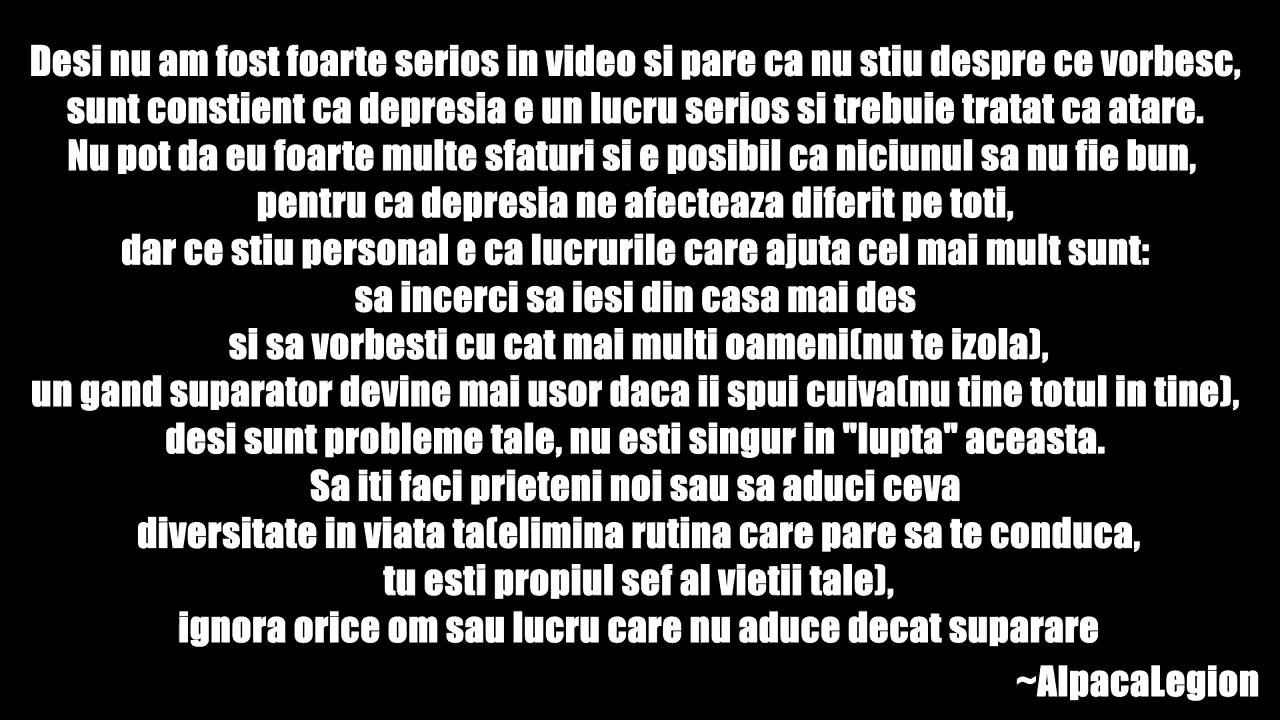 Desi nu am fost foarte serios in video si pare ca nu stiu despre ce vorbesc,
sunt constient ca depresia e un lucru serios si trebuie tratat ca atare.
Nu pot da eu foarte multe sfaturi si e posibil ca niciunul sa nu fie bun,
pentru ca depresia ne afecteaza diferit pe toti,
dar ce stiu personal e ca lucrurile care ajuta cel mai mult sunt:
sa incerci sa iesi din casa mai des
si sa vorbesti cu cat mai multi oameni(nu te izola),
un gand suparator devine mai usor daca ii spui cuiva(nu tine totul in tine),
desi sunt probleme tale, nu esti singur in "lupta" aceasta.
Sa iti faci prieteni noi sau sa aduci ceva
diversitate in viata ta(elimina rutina care pare sa te conduca,
tu esti propiul sef al vietii tale),
ignora orice om sau lucru care nu aduce decat suparare
~AlpacaLegion